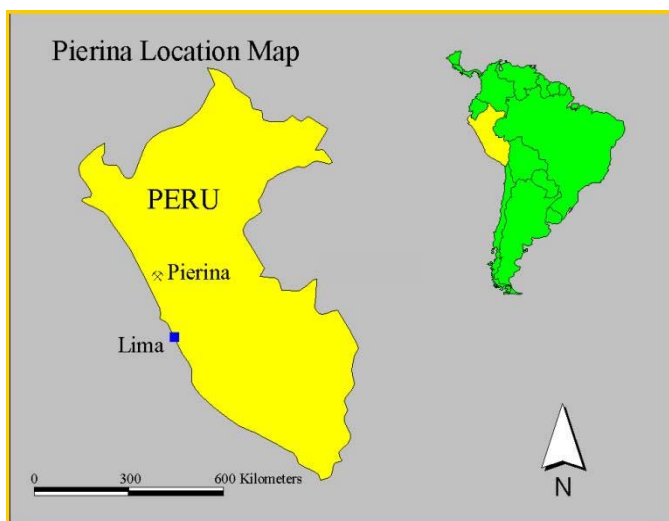 Pierina Location Map
PERU
Pierina
Lima
0 300 600 Kilometers
N